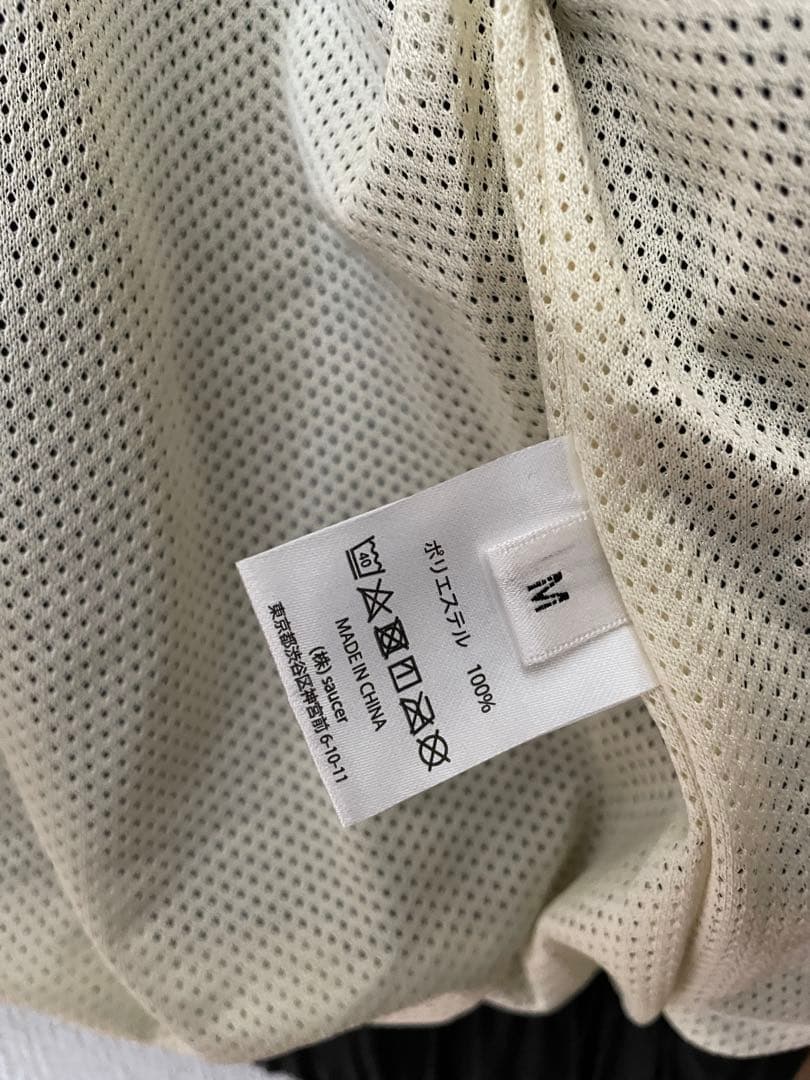 M
ポリエステル 100%
40
MADE IN CHINA
(株) saucer
東京都渋谷区神宮前 6-10-11